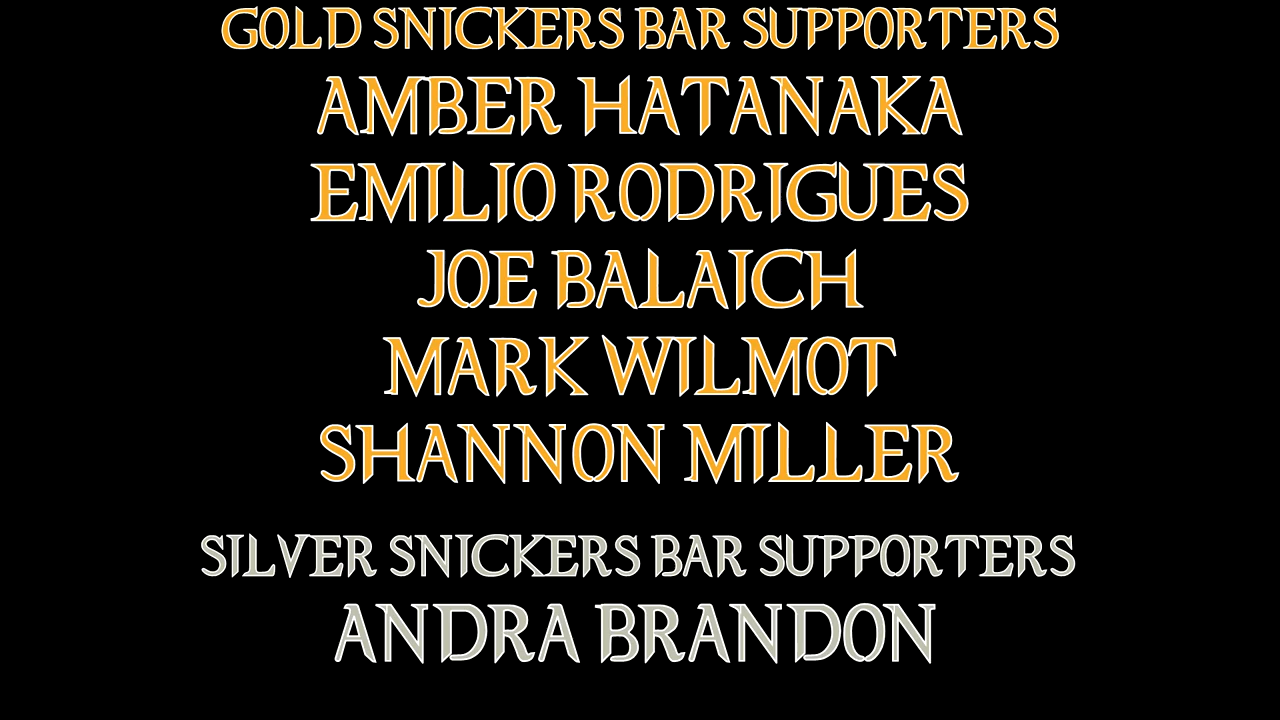 GOLD SNICKERS BAR SUPPORTERS
AMBER HATANAKA
EMILIO RODRIGUES
JOE BALAICH
MARK WILMOT
SHANNON MILLER
SILVER SNICKERS BAR SUPPORTERS
ANDRA BRANDON